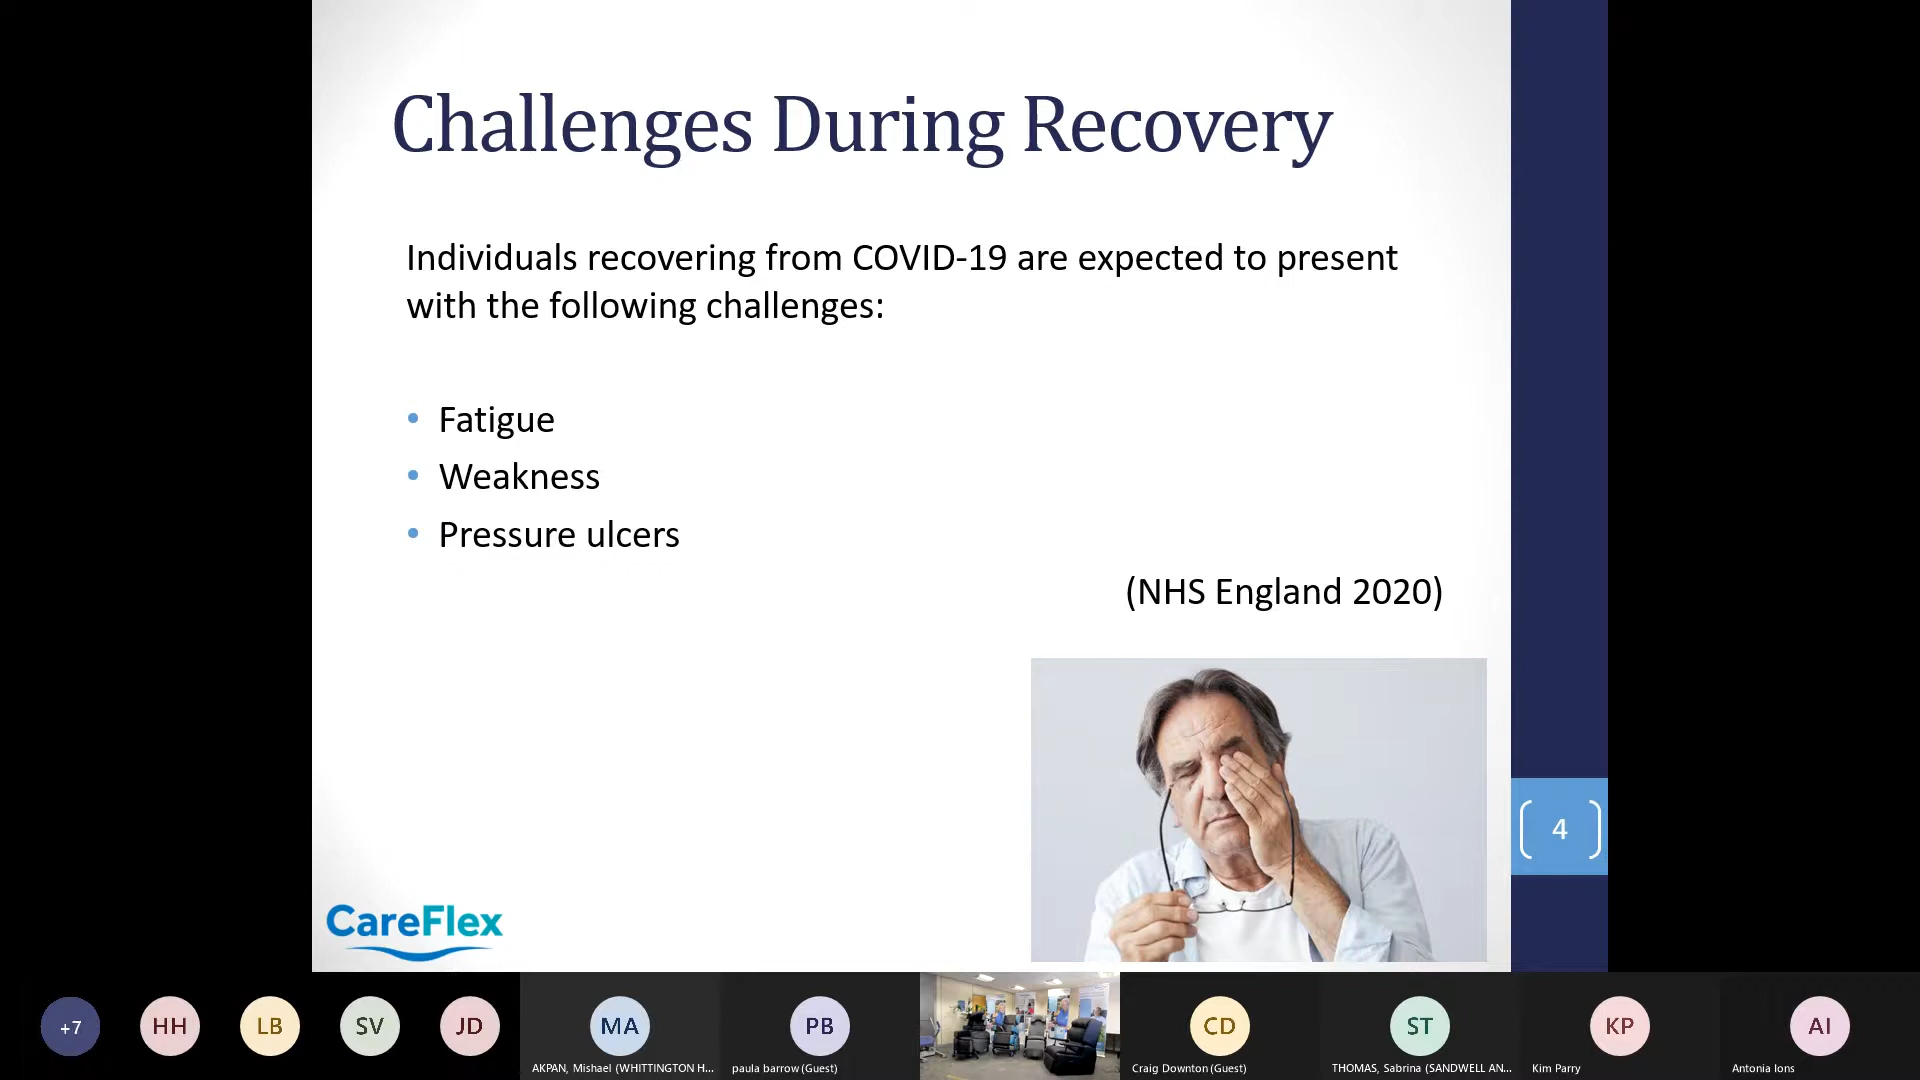 Challenges During Recovery
Individuals recovering from COVID-19 are expected to present
with the following challenges:
• Fatigue
• Weakness
• Pressure ulcers
(NHS England 2020)
4
CareFlex
+7
HH
LB
SV
JD
MA
PB
CD
ST
KP
AI
AKPAN, Mishael (WHITTINGTON H...
paula barrow (Guest)
Craig Downton (Guest)
THOMAS, Sabrina (SANDWELL AN...
Kim Parry
Antonia Ions